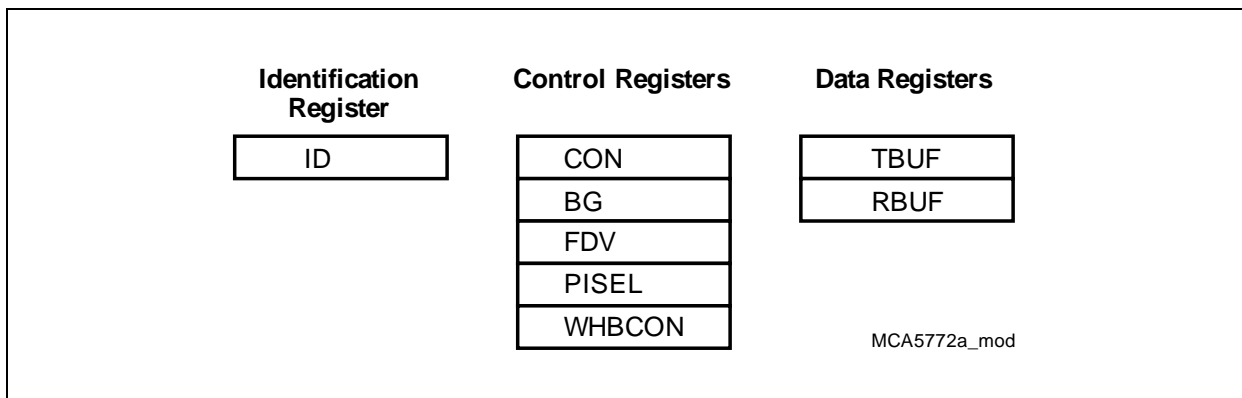 Identification
Register
ID
Control Registers
CON
BG
FDV
PISEL
WHBCON
Data Registers
TBUF
RBUF
MCA5772a_mod